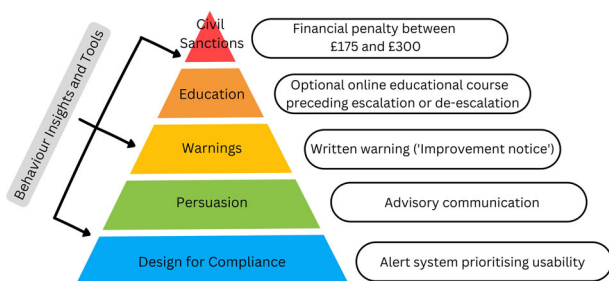 Civil
Sanctions
Financial penalty between
£175 and £300
Education
Optional online educational course
preceding escalation or de-escalation
Warnings
Written warning ('Improvement notice')
Persuasion
Advisory communication
Design for Compliance
Alert system prioritising usability
Behaviour Insights and Tools